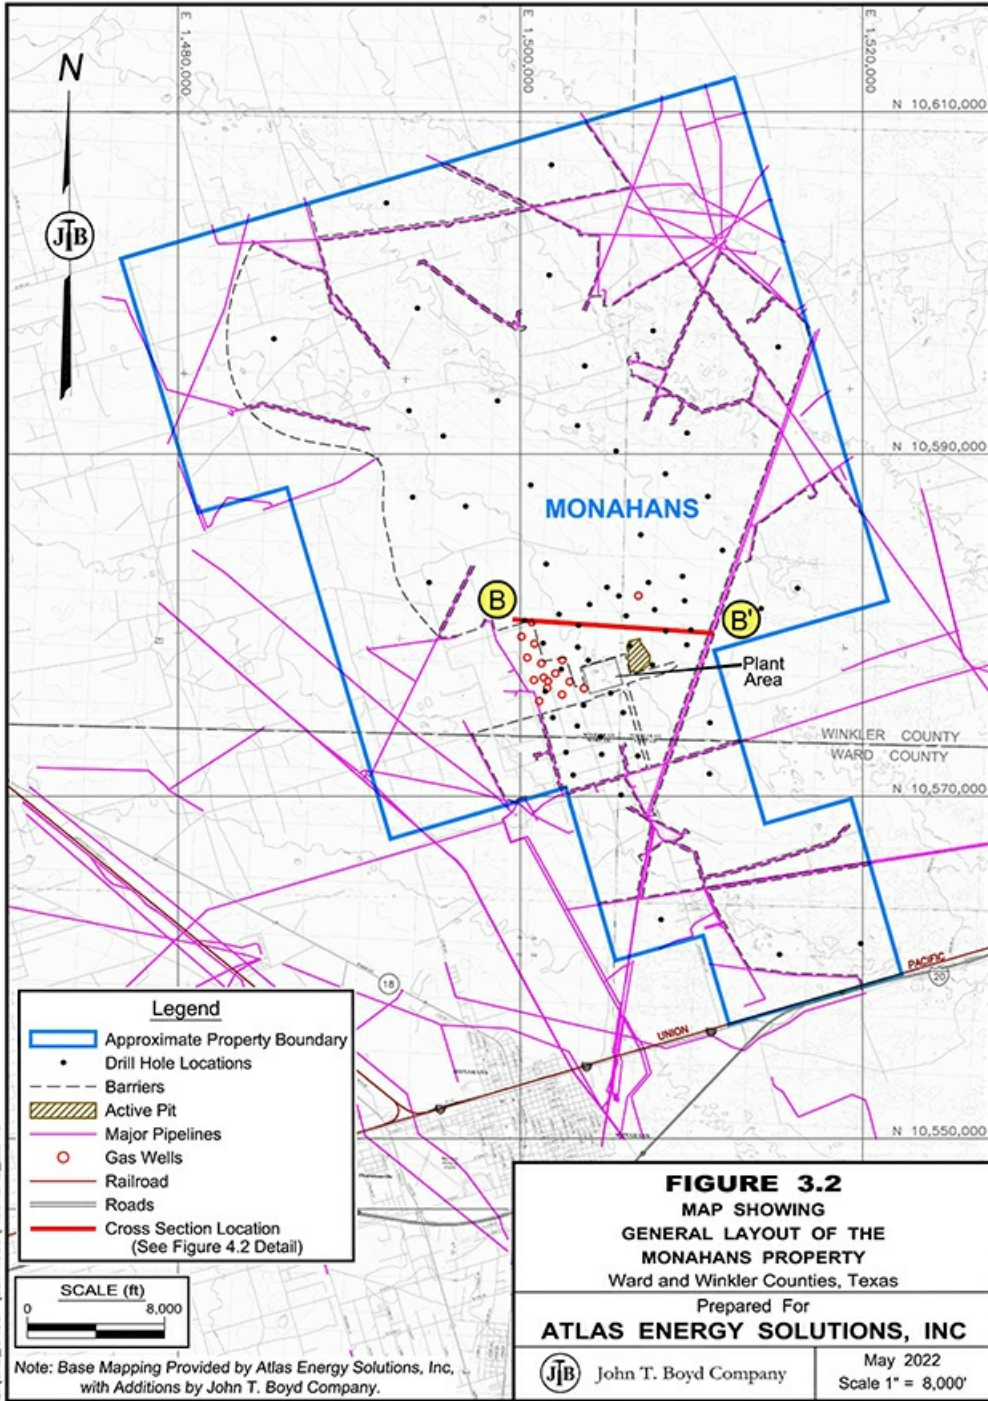 E 1,480,000
E 1,500,000
E 1,520,000
N
N 10,610,000
JTB
N 10,590,000
MONAHANS
B
B'
Plant
Area
WINKLER COUNTY
WARD COUNTY
N 10,570,000
PACIFIC
20
18
UNION
N 10,550,000
Legend
Approximate Property Boundary
Drill Hole Locations
Barriers
Active Pit
Major Pipelines
Gas Wells
Railroad
Roads
Cross Section Location
(See Figure 4.2 Detail)
SCALE (ft)
0 8,000
Note: Base Mapping Provided by Atlas Energy Solutions, Inc,
with Additions by John T. Boyd Company.
FIGURE 3.2
MAP SHOWING
GENERAL LAYOUT OF THE
MONAHANS PROPERTY
Ward and Winkler Counties, Texas
Prepared For
ATLAS ENERGY SOLUTIONS, INC
JTB John T. Boyd Company
May 2022
Scale 1" = 8,000'